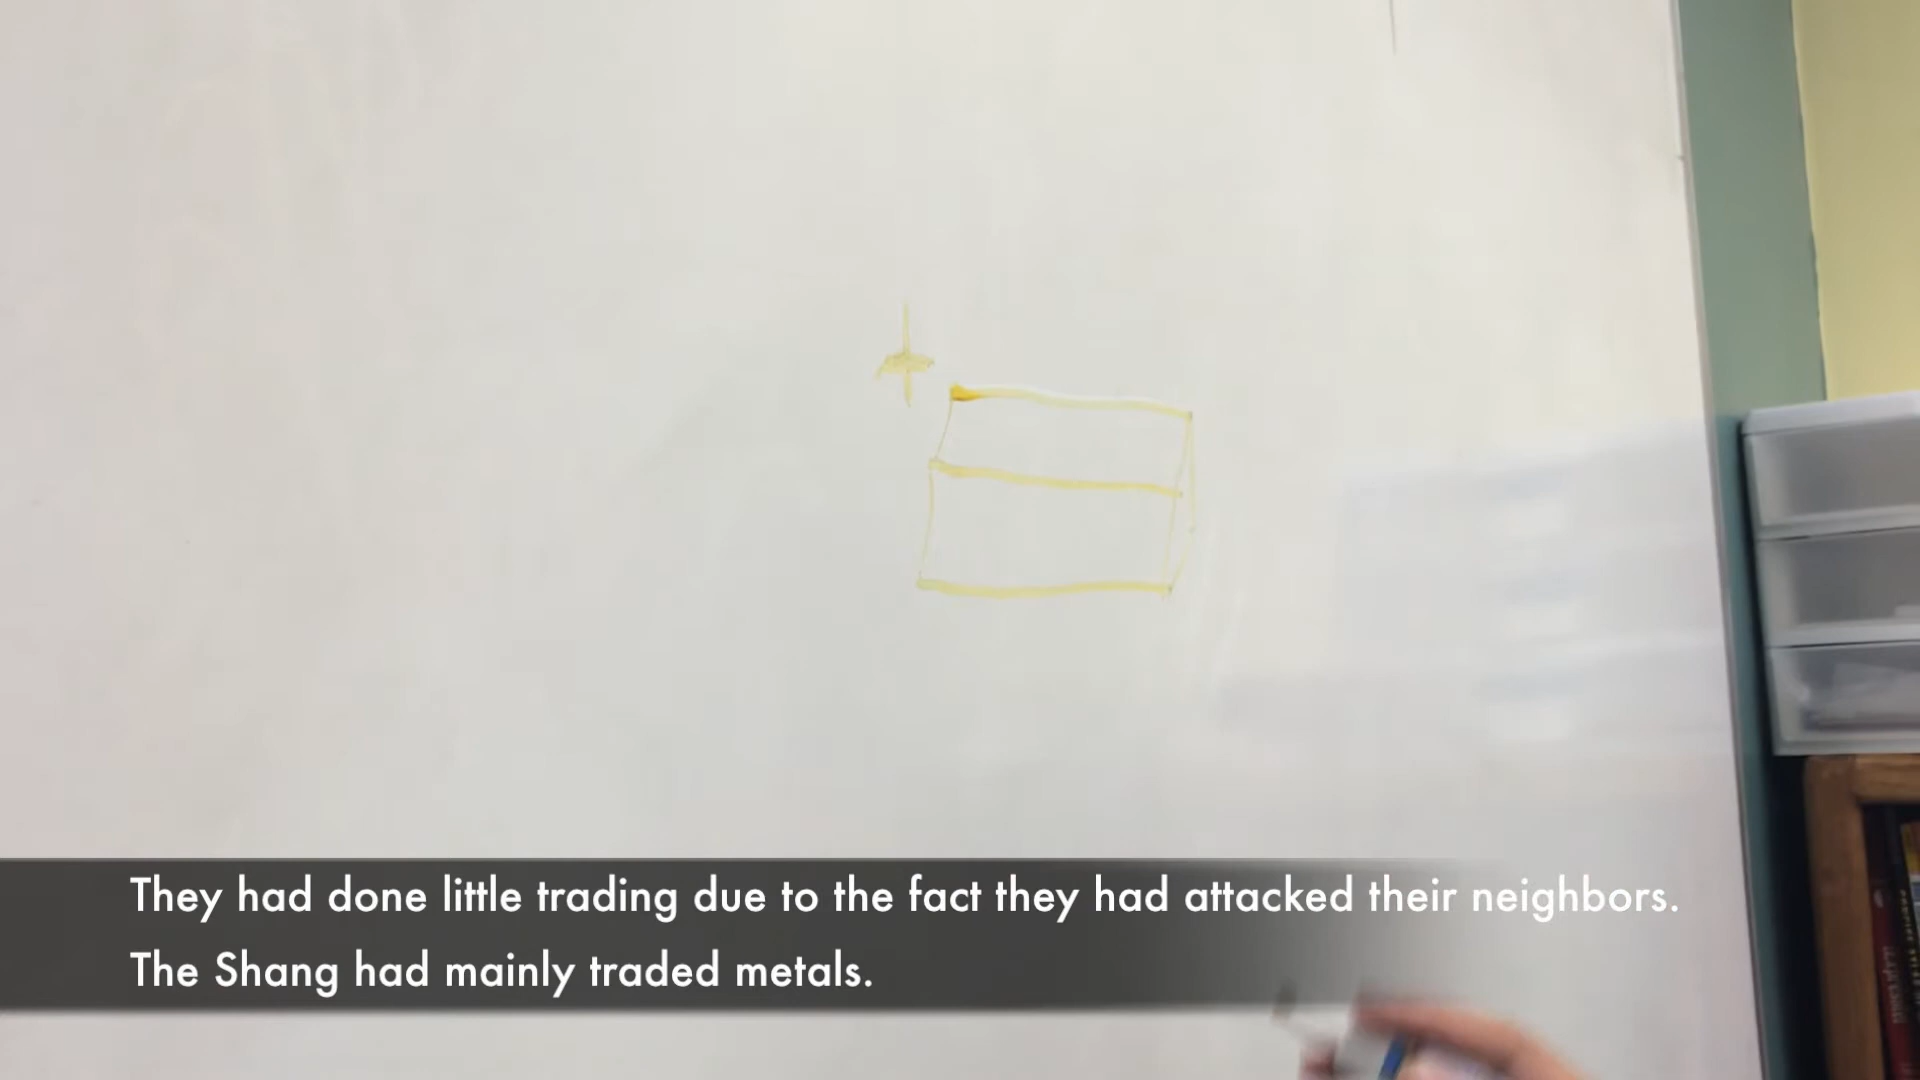 They had done little trading due to the fact they had attacked their neighbors.
The Shang had mainly traded metals.